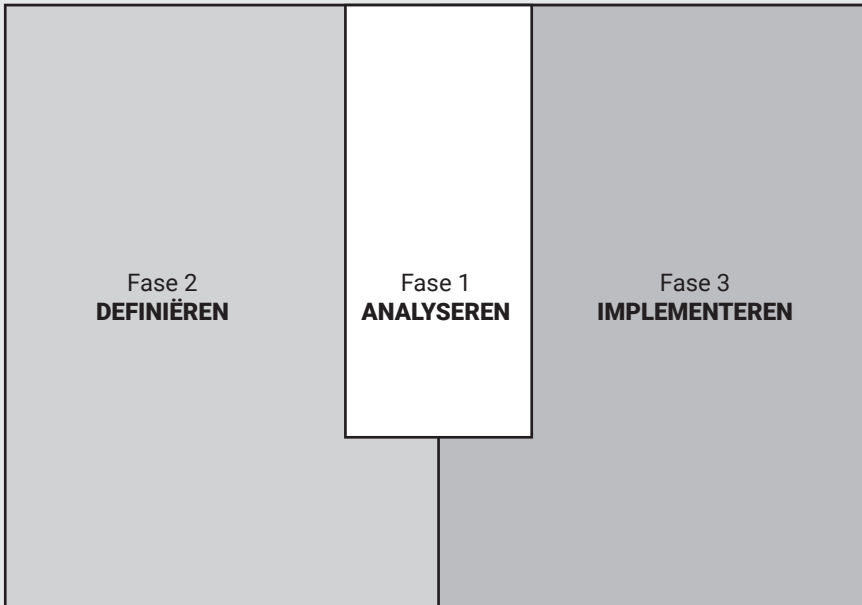 Fase 2
DEFINIËREN
Fase 1
ANALYSEREN
Fase 3
IMPLEMENTEREN